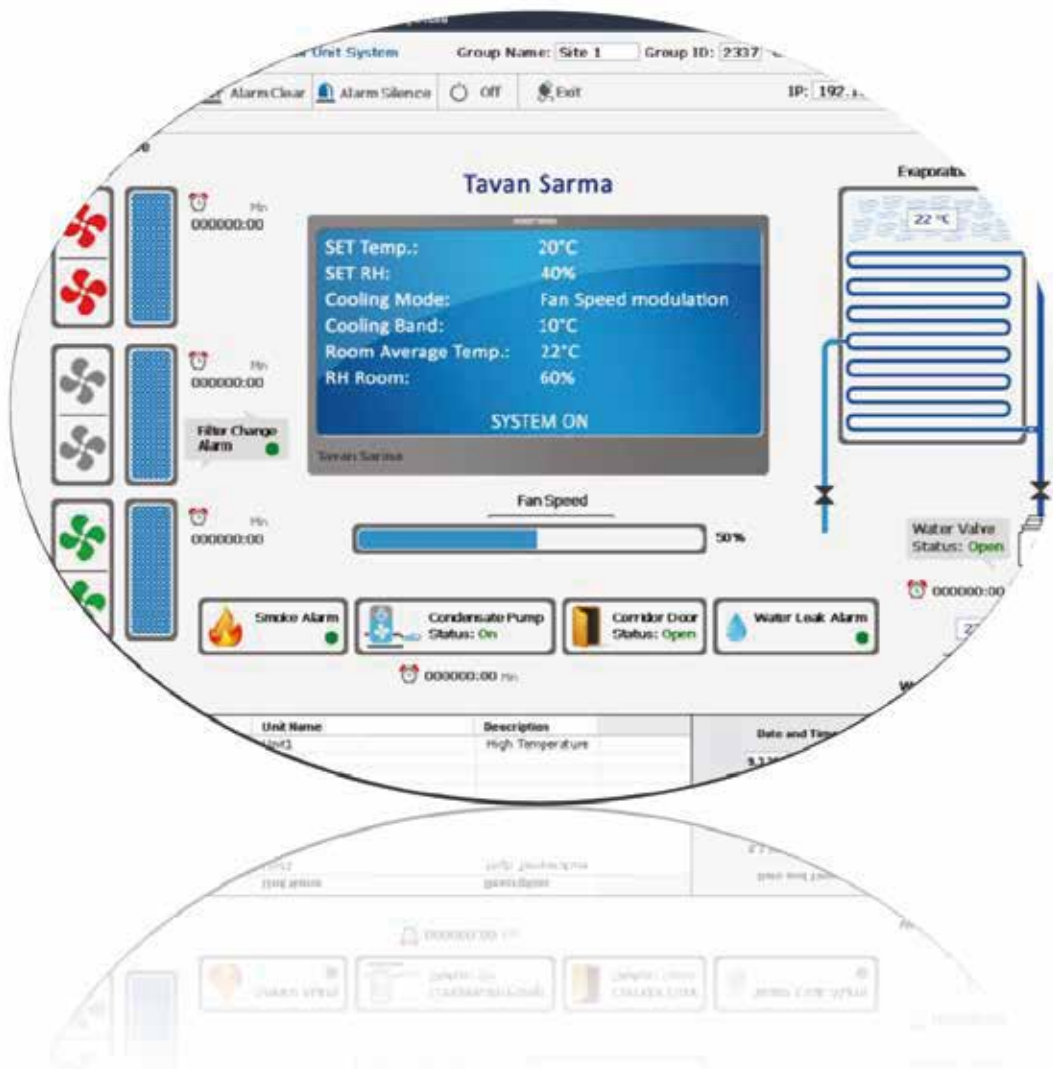 Unit System Group Name: Site 1 Group ID: 2337
Alarm Clear Alarm Silence Off Exit IP: 192.1
Tavan Sarma
SET Temp.: 20°C
SET RH: 40%
Cooling Mode: Fan Speed modulation
Cooling Band: 10°C
Room Average Temp.: 22°C
RH Room: 60%
SYSTEM ON
Tavan Sarma
Min
000000:00
Min
000000:00
Filter Change
Alarm
Min
000000:00
22 °C
Fan Speed
50%
Water Valve
Status: Open
000000:00
Smoke Alarm
Condensate Pump
Status: On
Corridor Door
Status: Open
Water Leak Alarm
000000:00 Min
Unit Name Description
Unit1 High Temperature
Date and Time